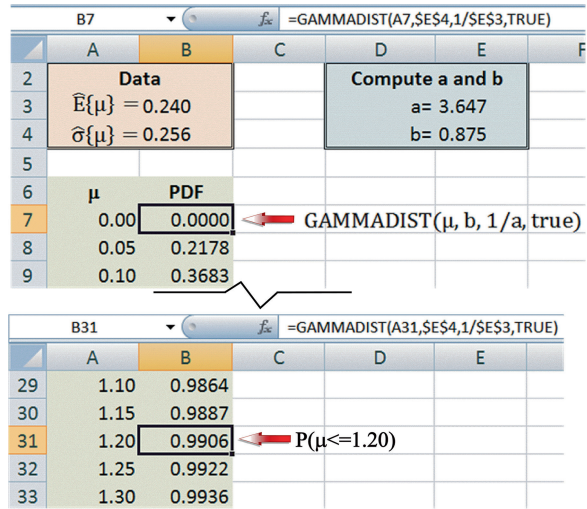 B7 fx =GAMMADIST(A7,$E$4,1/$E$3,TRUE)
A B C D E F
2 Data Compute a and b
3 Ê{μ} = 0.240 a= 3.647
4 σ̂{μ} = 0.256 b= 0.875
5
6 μ PDF
7 0.00 0.0000 GAMMADIST(μ, b, 1/a, true)
8 0.05 0.2178
9 0.10 0.3683
B31 fx =GAMMADIST(A31,$E$4,1/$E$3,TRUE)
A B C D E
29 1.10 0.9864
30 1.15 0.9887
31 1.20 0.9906 P(μ<=1.20)
32 1.25 0.9922
33 1.30 0.9936